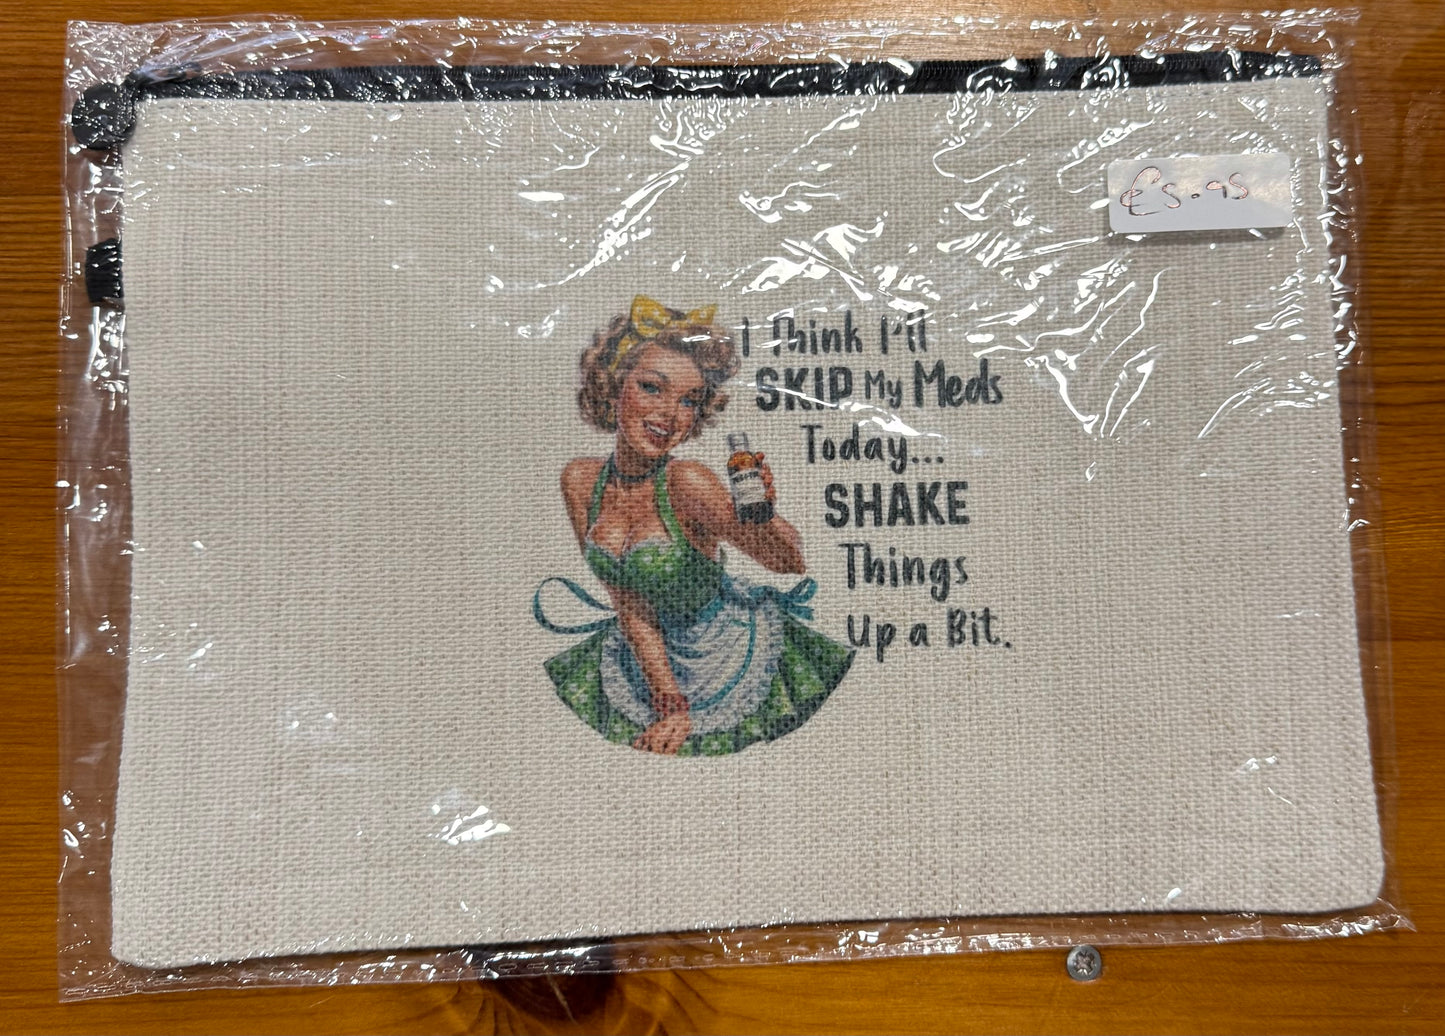 €5.95
I Think I'll
SKIP My Meds
Today...
SHAKE
Things
Up a Bit.